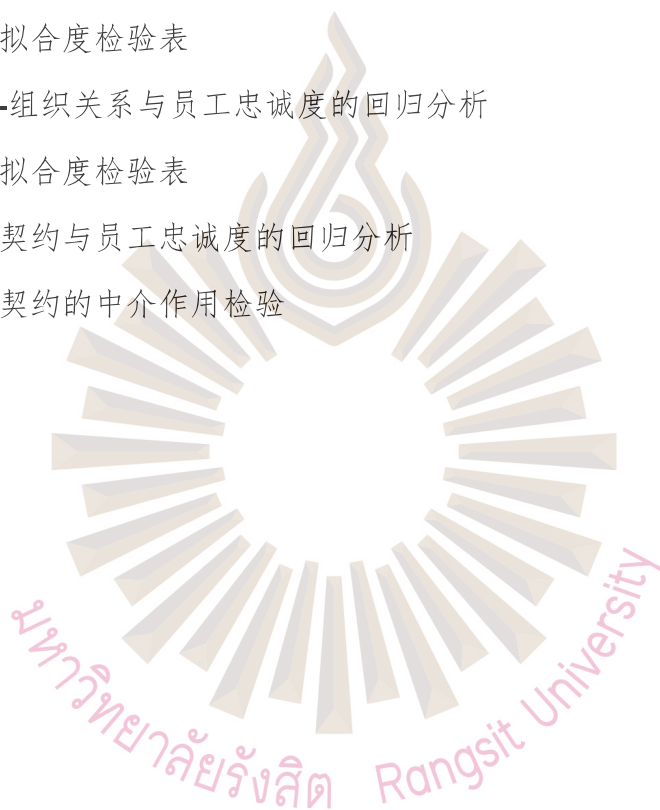 拟合度检验表
-组织关系与员工忠诚度的回归分析
拟合度检验表
契约与员工忠诚度的回归分析
契约的中介作用检验
มหาวิทยาลัยรังสิต Rangsit University